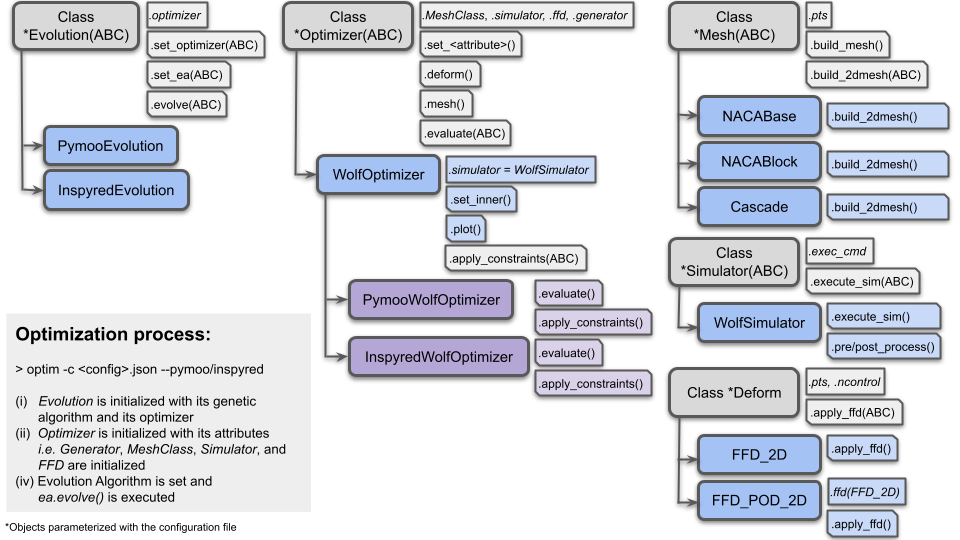 Class
*Evolution(ABC)
.optimizer
.set_optimizer(ABC)
.set_ea(ABC)
.evolve(ABC)
PymooEvolution
InspyredEvolution
Class
*Optimizer(ABC)
.MeshClass, .simulator, .ffd, .generator
.set_<attribute>()
.deform()
.mesh()
.evaluate(ABC)
WolfOptimizer
.simulator = WolfSimulator
.set_inner()
.plot()
.apply_constraints(ABC)
PymooWolfOptimizer
.evaluate()
.apply_constraints()
InspyredWolfOptimizer
.evaluate()
.apply_constraints()
Class
*Mesh(ABC)
.pts
.build_mesh()
.build_2dmesh(ABC)
NACABase
.build_2dmesh()
NACABlock
.build_2dmesh()
Cascade
.build_2dmesh()
Class
*Simulator(ABC)
.exec_cmd
.execute_sim(ABC)
WolfSimulator
.execute_sim()
.pre/post_process()
Class *Deform
.pts, .ncontrol
.apply_ffd(ABC)
FFD_2D
.apply_ffd()
FFD_POD_2D
.ffd(FFD_2D)
.apply_ffd()
Optimization process:
> optim -c <config>.json --pymoo/inspyred
(i) Evolution is initialized with its genetic
algorithm and its optimizer
(ii) Optimizer is initialized with its attributes
i.e. Generator, MeshClass, Simulator, and
FFD are initialized
(iv) Evolution Algorithm is set and
ea.evolve() is executed
*Objects parameterized with the configuration file